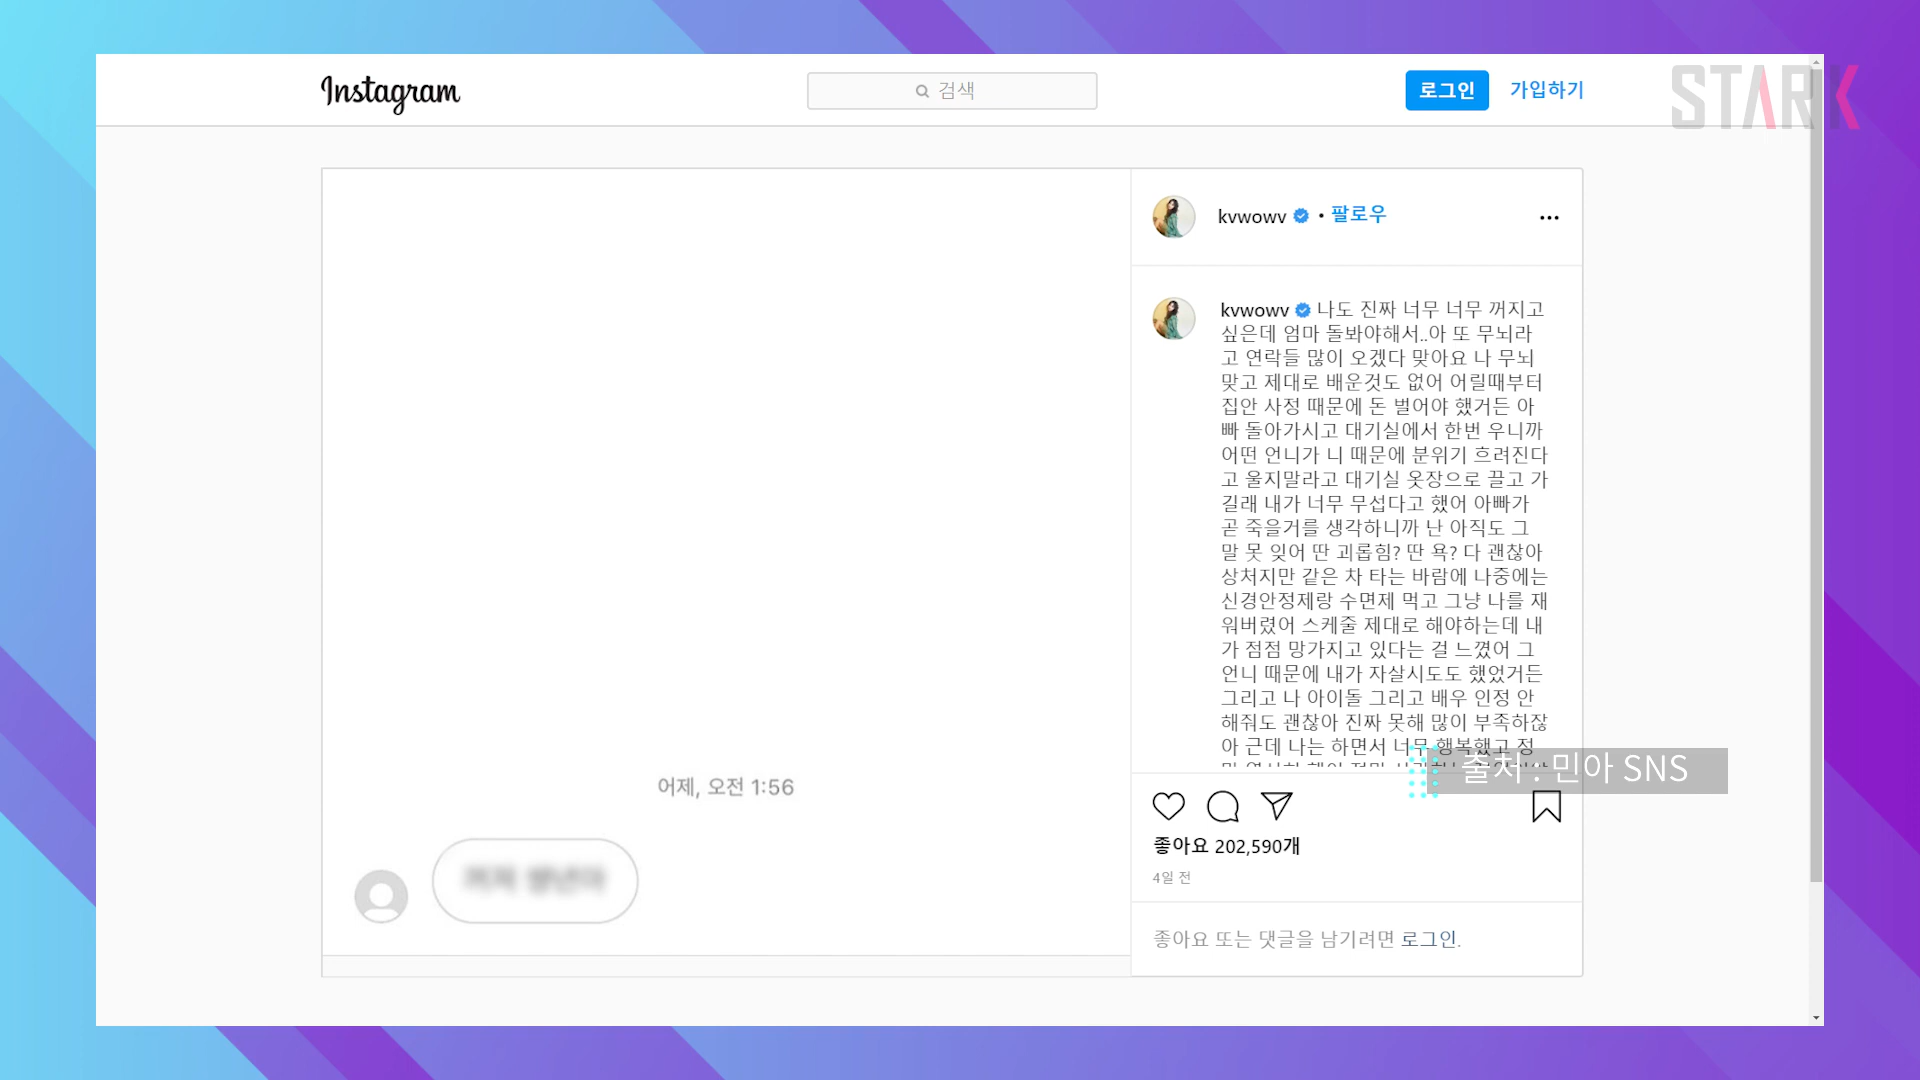 Instagram
검색
로그인
가입하기
STARK
kvwowv • 팔로우
kvwowv 나도 진짜 너무 너무 꺼지고
싶은데 엄마 돌봐야해서..아 또 무뇌라
고 연락들 많이 오겠다 맞아요 나 무뇌
맞고 제대로 배운것도 없어 어릴때부터
집안 사정 때문에 돈 벌어야 했거든 아
빠 돌아가시고 대기실에서 한번 우니까
어떤 언니가 니 때문에 분위기 흐려진다
고 울지말라고 대기실 옷장으로 끌고 가
길래 내가 너무 무섭다고 했어 아빠가
곧 죽을거를 생각하니까 난 아직도 그
말 못 잊어 딴 괴롭힘? 딴 욕? 다 괜찮아
상처지만 같은 차 타는 바람에 나중에는
신경안정제랑 수면제 먹고 그냥 나를 재
워버렸어 스케줄 제대로 해야하는데 내
가 점점 망가지고 있다는 걸 느꼈어 그
언니 때문에 내가 자살시도도 했었거든
그리고 나 아이돌 그리고 배우 인정 안
해줘도 괜찮아 진짜 못해 많이 부족하잖
아 근데 나는 하면서 너무 행복했고 정
출처 : 민아 SNS
어제, 오전 1:56
좋아요 202,590개
4일 전
좋아요 또는 댓글을 남기려면 로그인.